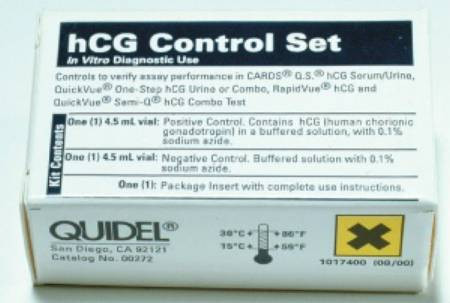 hCG Control Set
In Vitro Diagnostic Use
Controls to verify assay performance in CARDS® Q.S.® hCG Serum/Urine,
QuickVue® One-Step hCG Urine or Combo, RapidVue® hCG and
QuickVue® Semi-Q® hCG Combo Test
Kit Contents
One (1) 4.5 mL vial: Positive Control. Contains hCG (human chorionic
gonadotropin) in a buffered solution, with 0.1%
sodium azide.
One (1) 4.5 mL vial: Negative Control. Buffered solution with 0.1%
sodium azide.
One (1): Package Insert with complete use instructions.
QUIDEL®
San Diego, CA 92121
Catalog No. 00272
30°C 86°F
15°C 59°F
1017400 (00/00)